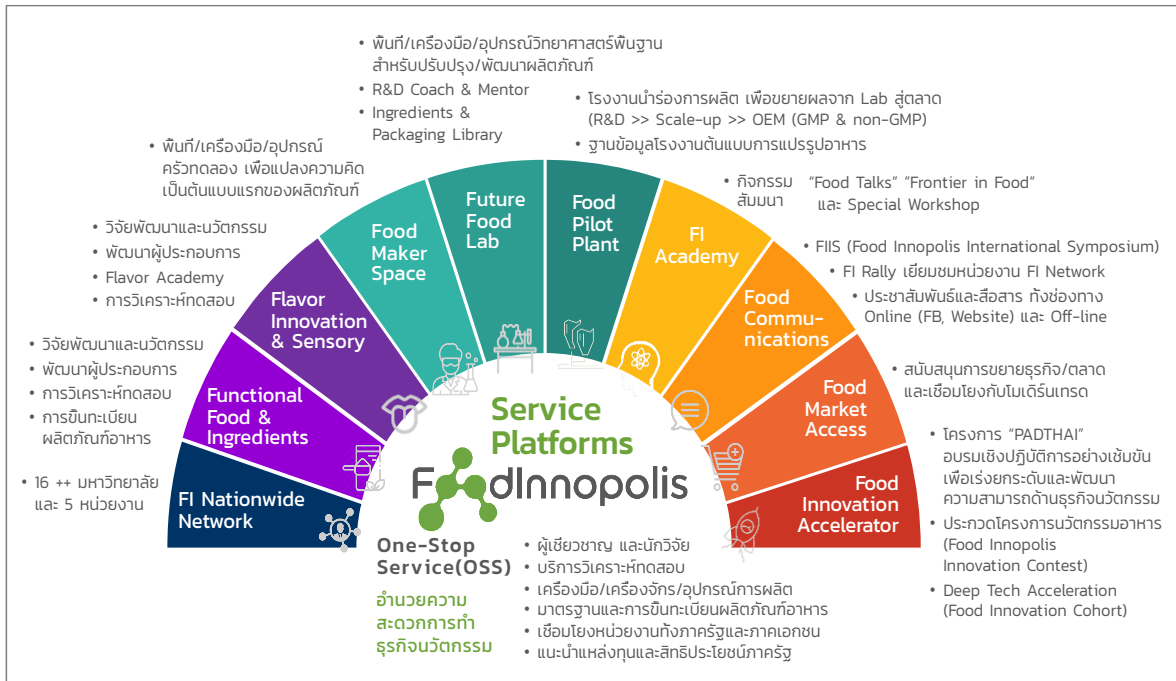 • พื้นที่/เครื่องมือ/อุปกรณ์วิทยาศาสตร์พื้นฐาน
สำหรับปรับปรุง/พัฒนาผลิตภัณฑ์
• R&D Coach & Mentor
• Ingredients &
Packaging Library
• โรงงานนำร่องการผลิต เพื่อขยายผลจาก Lab สู่ตลาด
(R&D >> Scale-up >> OEM (GMP & non-GMP)
• ฐานข้อมูลโรงงานต้นแบบการแปรรูปอาหาร
• พื้นที่/เครื่องมือ/อุปกรณ์
ครัวทดลอง เพื่อแปลงความคิด
เป็นต้นแบบแรกของผลิตภัณฑ์
• กิจกรรม "Food Talks" "Frontier in Food"
สัมมนา และ Special Workshop
• วิจัยพัฒนาและนวัตกรรม
• พัฒนาผู้ประกอบการ
• Flavor Academy
• การวิเคราะห์ทดสอบ
• FIIS (Food Innopolis International Symposium)
• FI Rally เยี่ยมชมหน่วยงาน FI Network
• ประชาสัมพันธ์และสื่อสาร ทั้งช่องทาง
Online (FB, Website) และ Off-line
• วิจัยพัฒนาและนวัตกรรม
• พัฒนาผู้ประกอบการ
• การวิเคราะห์ทดสอบ
• การขึ้นทะเบียน
ผลิตภัณฑ์อาหาร
• สนับสนุนการขยายธุรกิจ/ตลาด
และเชื่อมโยงกับโมเดิร์นเทรด
• 16 ++ มหาวิทยาลัย
และ 5 หน่วยงาน
• โครงการ "PADTHAI"
อบรมเชิงปฏิบัติการอย่างเข้มขัน
เพื่อเร่งยกระดับและพัฒนา
ความสามารถด้านธุรกิจนวัตกรรม
• ประกวดโครงการนวัตกรรมอาหาร
(Food Innopolis
Innovation Contest)
• Deep Tech Acceleration
(Food Innovation Cohort)
FI Nationwide
Network
Functional
Food &
Ingredients
Flavor
Innovation
& Sensory
Food
Maker
Space
Future
Food
Lab
Food
Pilot
Plant
FI
Academy
Food
Commu-
nications
Food
Market
Access
Food
Innovation
Accelerator
Service
Platforms
FoodInnopolis
One-Stop
Service(OSS)
อำนวยความ
สะดวกการทำ
ธุรกิจนวัตกรรม
• ผู้เชี่ยวชาญ และนักวิจัย
• บริการวิเคราะห์ทดสอบ
• เครื่องมือ/เครื่องจักร/อุปกรณ์การผลิต
• มาตรฐานและการขึ้นทะเบียนผลิตภัณฑ์อาหาร
• เชื่อมโยงหน่วยงานทั้งภาครัฐและภาคเอกชน
• แนะนำแหล่งทุนและสิทธิประโยชน์ภาครัฐ